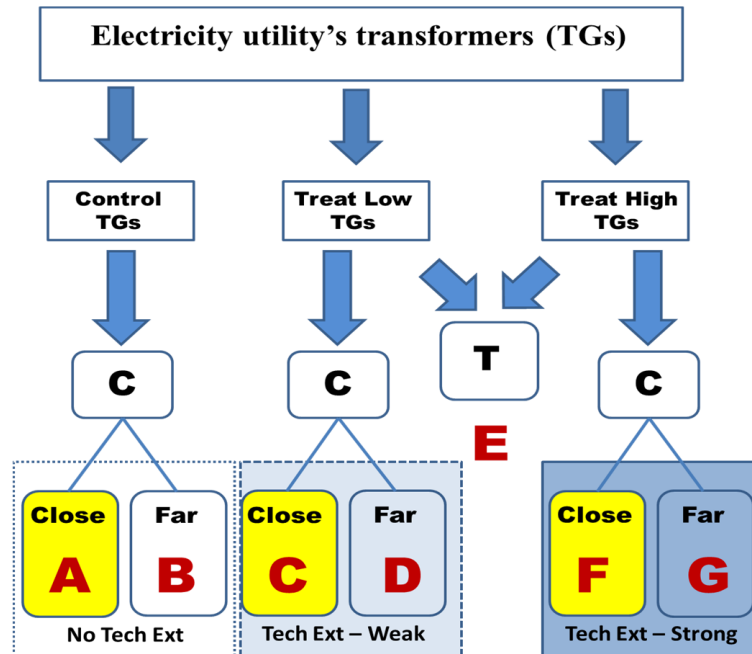 Electricity utility's transformers (TGs)
Control
TGs
Treat Low
TGs
Treat High
TGs
C
C
T
C
E
Close
A
Far
B
No Tech Ext
Close
C
Far
D
Tech Ext – Weak
Close
F
Far
G
Tech Ext – Strong